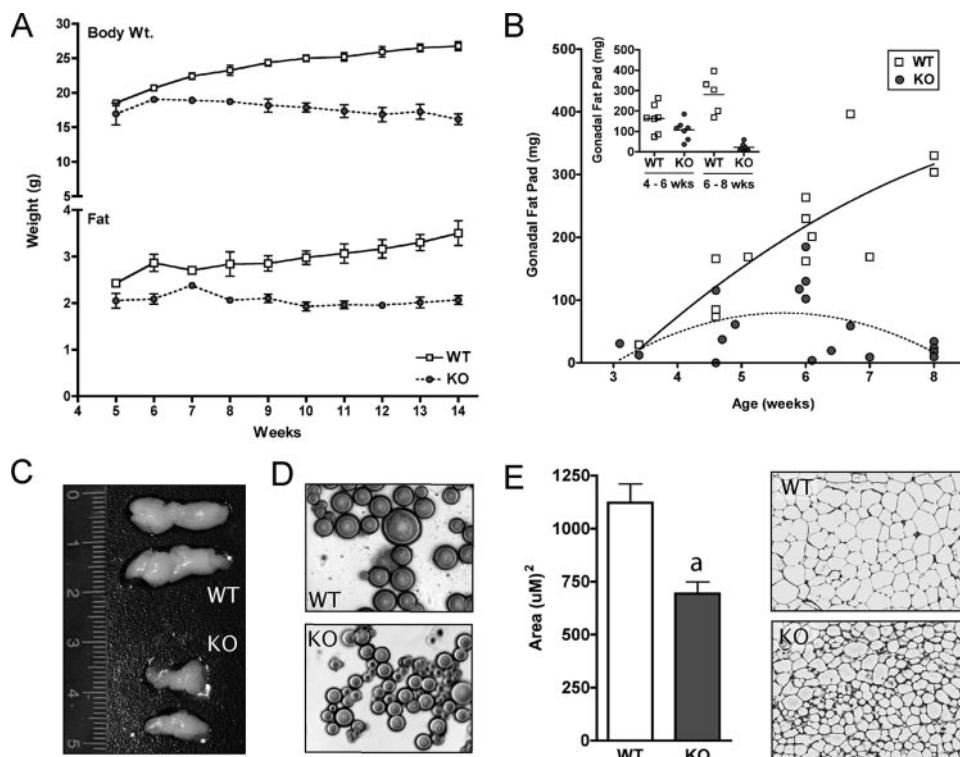 A
Body Wt.
30
25
20
15
10
4
3
2
1
0
Weight (g)
Fat
WT
KO
4 5 6 7 8 9 10 11 12 13 14
Weeks
B
Gonadal Fat Pad (mg)
500
400
300
200
100
0
WT KO WT KO
4 - 6 wks 6 - 8 wks
WT
KO
Gonadal Fat Pad (mg)
400
300
200
100
0
3 4 5 6 7 8
Age (weeks)
C
0
1
2
3
4
5
WT
KO
D
WT
KO
E
Area (uM)²
1250
1000
750
500
250
0
a
WT KO
WT
KO